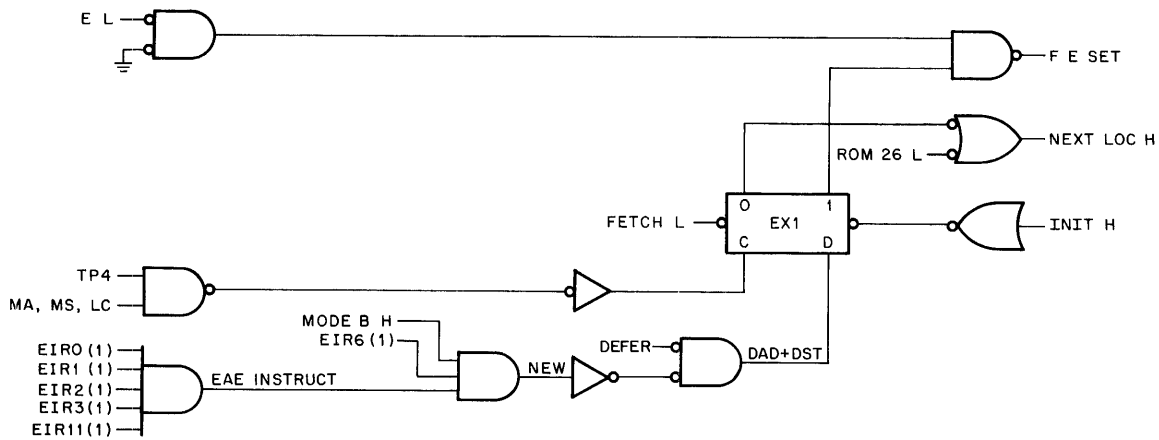 E L
F E SET
NEXT LOC H
ROM 26 L
0 1
FETCH L
EX1
INIT H
C D
TP4
MA, MS, LC
MODE B H
EIR6 (1)
DEFER
DAD+DST
NEW
EIR0 (1)
EIR1 (1)
EAE INSTRUCT
EIR2(1)
EIR3(1)
EIR11(1)